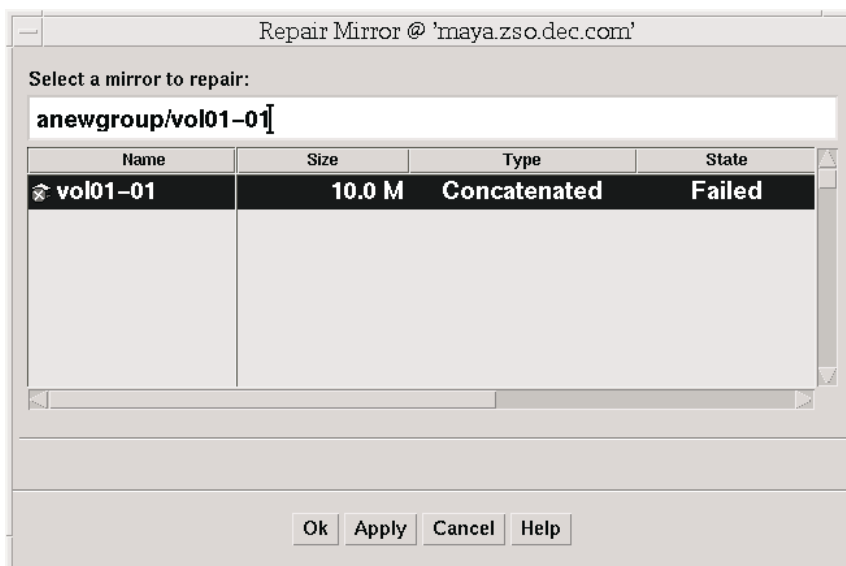 Repair Mirror @ 'maya.zso.dec.com'
Select a mirror to repair:
anewgroup/vol01-01
Name Size Type State
vol01-01 10.0 M Concatenated Failed
Ok Apply Cancel Help